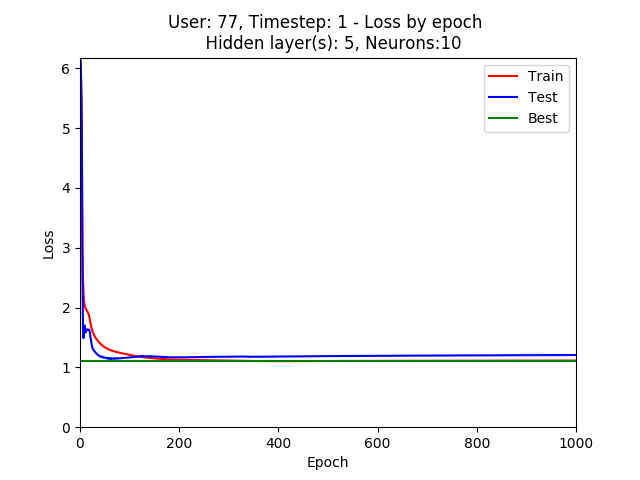 User: 77, Timestep: 1 - Loss by epoch
Hidden layer(s): 5, Neurons:10
6
5
4
3
2
1
0
Loss
Train
Test
Best
0 200 400 600 800 1000
Epoch